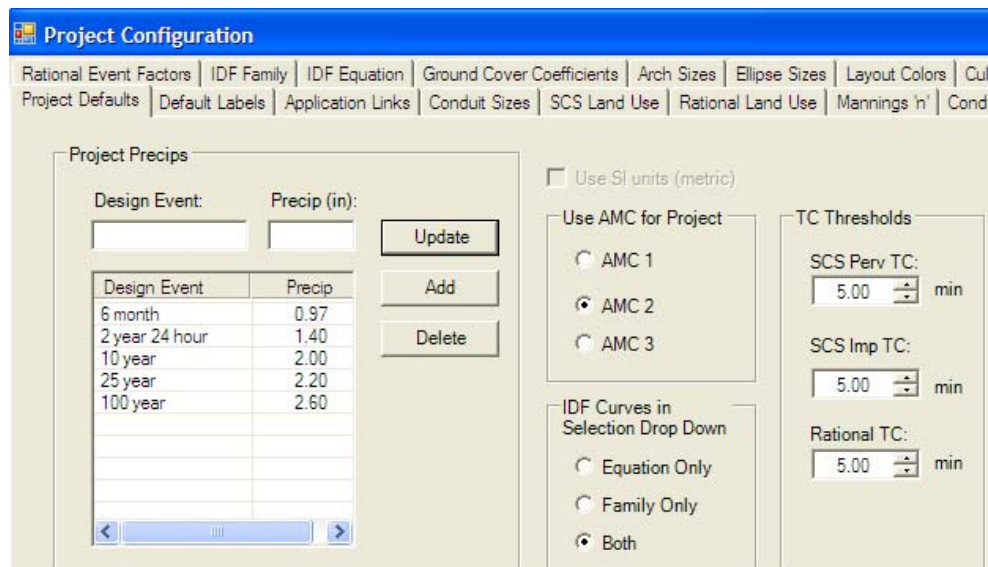 Project Configuration
Rational Event Factors IDF Family IDF Equation Ground Cover Coefficients Arch Sizes Ellipse Sizes Layout Colors Cul
Project Defaults Default Labels Application Links Conduit Sizes SCS Land Use Rational Land Use Mannings 'n' Cond
Project Precips
Design Event: Precip (in):
Update
Design Event Precip
6 month 0.97
2 year 24 hour 1.40
10 year 2.00
25 year 2.20
100 year 2.60
Add
Delete
Use SI units (metric)
Use AMC for Project
AMC 1
AMC 2
AMC 3
IDF Curves in
Selection Drop Down
Equation Only
Family Only
Both
TC Thresholds
SCS Perv TC:
5.00 min
SCS Imp TC:
5.00 min
Rational TC:
5.00 min